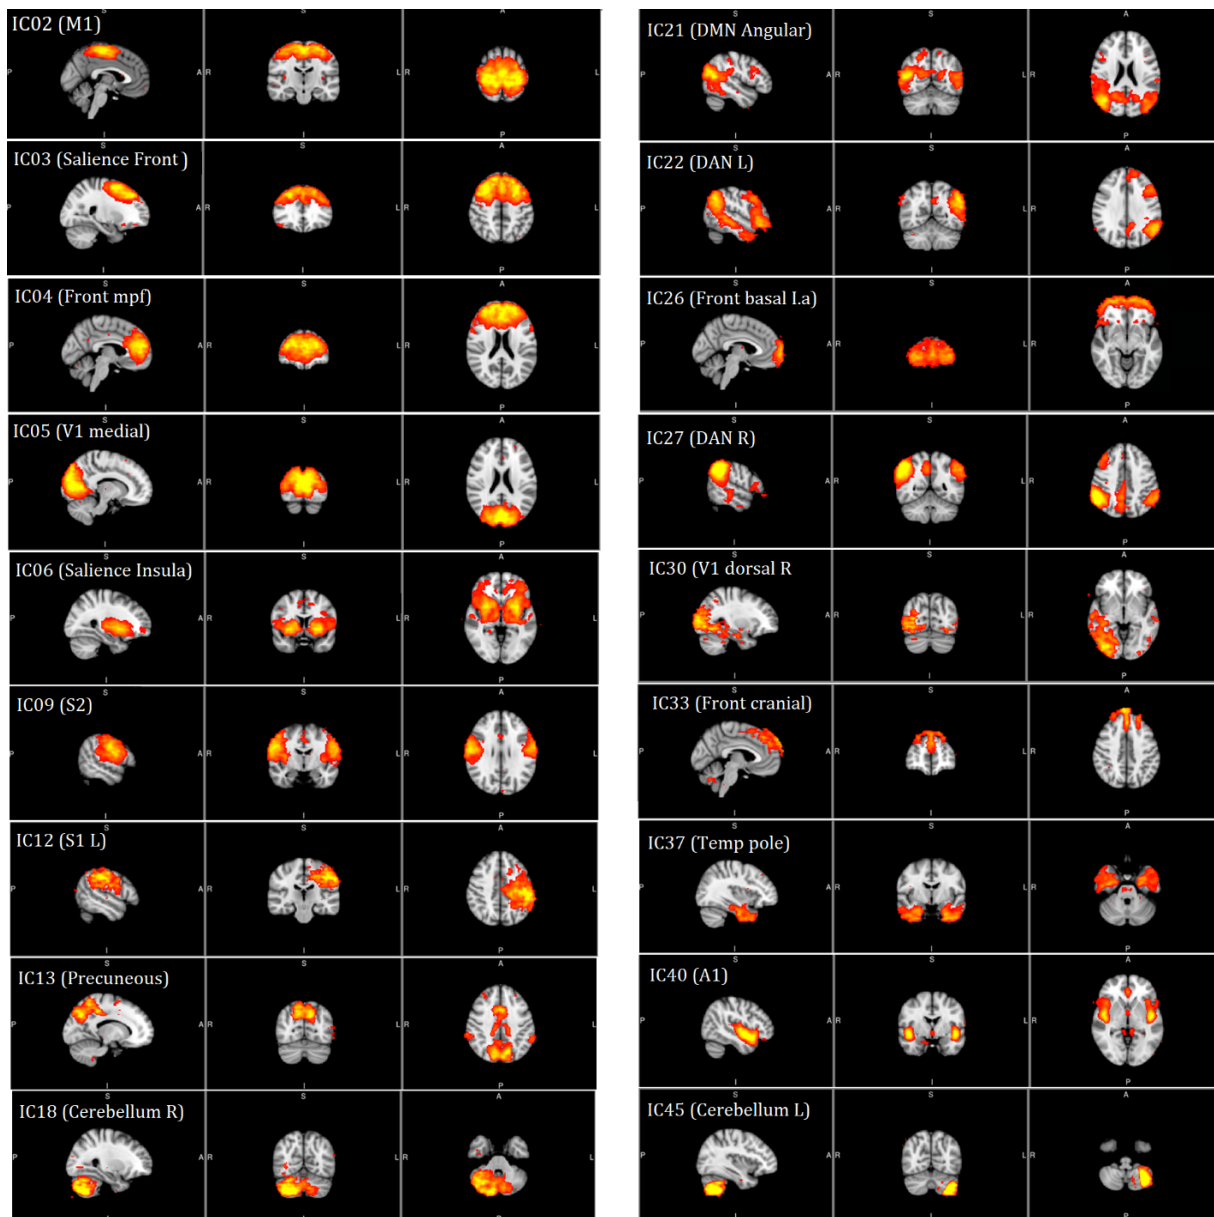 IC02 (M1)
S
S
A
P
A
R
L
R
L
I
I
P
IC03 (Salience Front)
S
S
A
P
A
R
L
R
L
I
I
P
IC04 (Front mpf)
S
S
A
P
A
R
L
R
L
I
I
P
IC05 (V1 medial)
S
S
A
P
A
R
L
R
L
I
I
P
IC06 (Salience Insula)
S
S
A
P
A
R
L
R
L
I
I
P
IC09 (S2)
S
S
A
P
A
R
L
R
L
I
I
P
IC12 (S1 L)
S
S
A
P
A
R
L
R
L
I
I
P
IC13 (Precuneous)
S
S
A
P
A
R
L
R
L
I
I
P
IC18 (Cerebellum R)
S
S
A
P
A
R
L
R
L
IC21 (DMN Angular)
S
S
A
P
A
R
L
R
L
I
I
P
IC22 (DAN L)
S
S
A
P
A
R
L
R
L
I
I
P
IC26 (Front basal I.a)
S
S
A
P
A
R
L
R
L
I
I
P
IC27 (DAN R)
S
S
A
P
A
R
L
R
L
I
I
P
IC30 (V1 dorsal R
S
S
A
P
A
R
L
R
L
I
I
P
IC33 (Front cranial)
S
S
A
P
A
R
L
R
L
I
I
P
IC37 (Temp pole)
S
S
A
P
A
R
L
R
L
I
I
P
IC40 (A1)
S
S
A
P
A
R
L
R
L
I
I
P
IC45 (Cerebellum L)
S
S
A
P
A
R
L
R
L